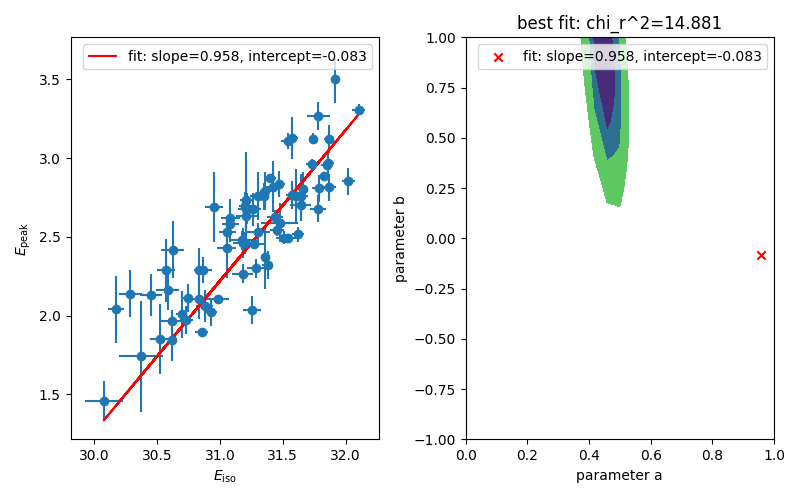 best fit: chi_r^2=14.881
fit: slope=0.958, intercept=-0.083
3.5
3.0
2.5
2.0
1.5
E_peak
30.0 30.5 31.0 31.5 32.0
E_iso
fit: slope=0.958, intercept=-0.083
1.00
0.75
0.50
0.25
0.00
−0.25
−0.50
−0.75
−1.00
parameter b
0.0 0.2 0.4 0.6 0.8 1.0
parameter a